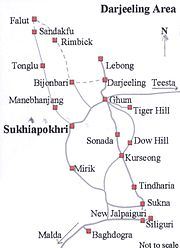 Darjeeling Area
Falut
Sandakfu
Rimbick
N
Tonglu
Lebong
Bijonbari
Darjeeling
Teesta
Manebhanjang
Ghum
Tiger Hill
Sukhiapokhri
Sonada
Dow Hill
Kurseong
Mirik
Tindharia
Sukna
New Jalpaiguri
Siliguri
Malda
Baghdogra
Not to scale